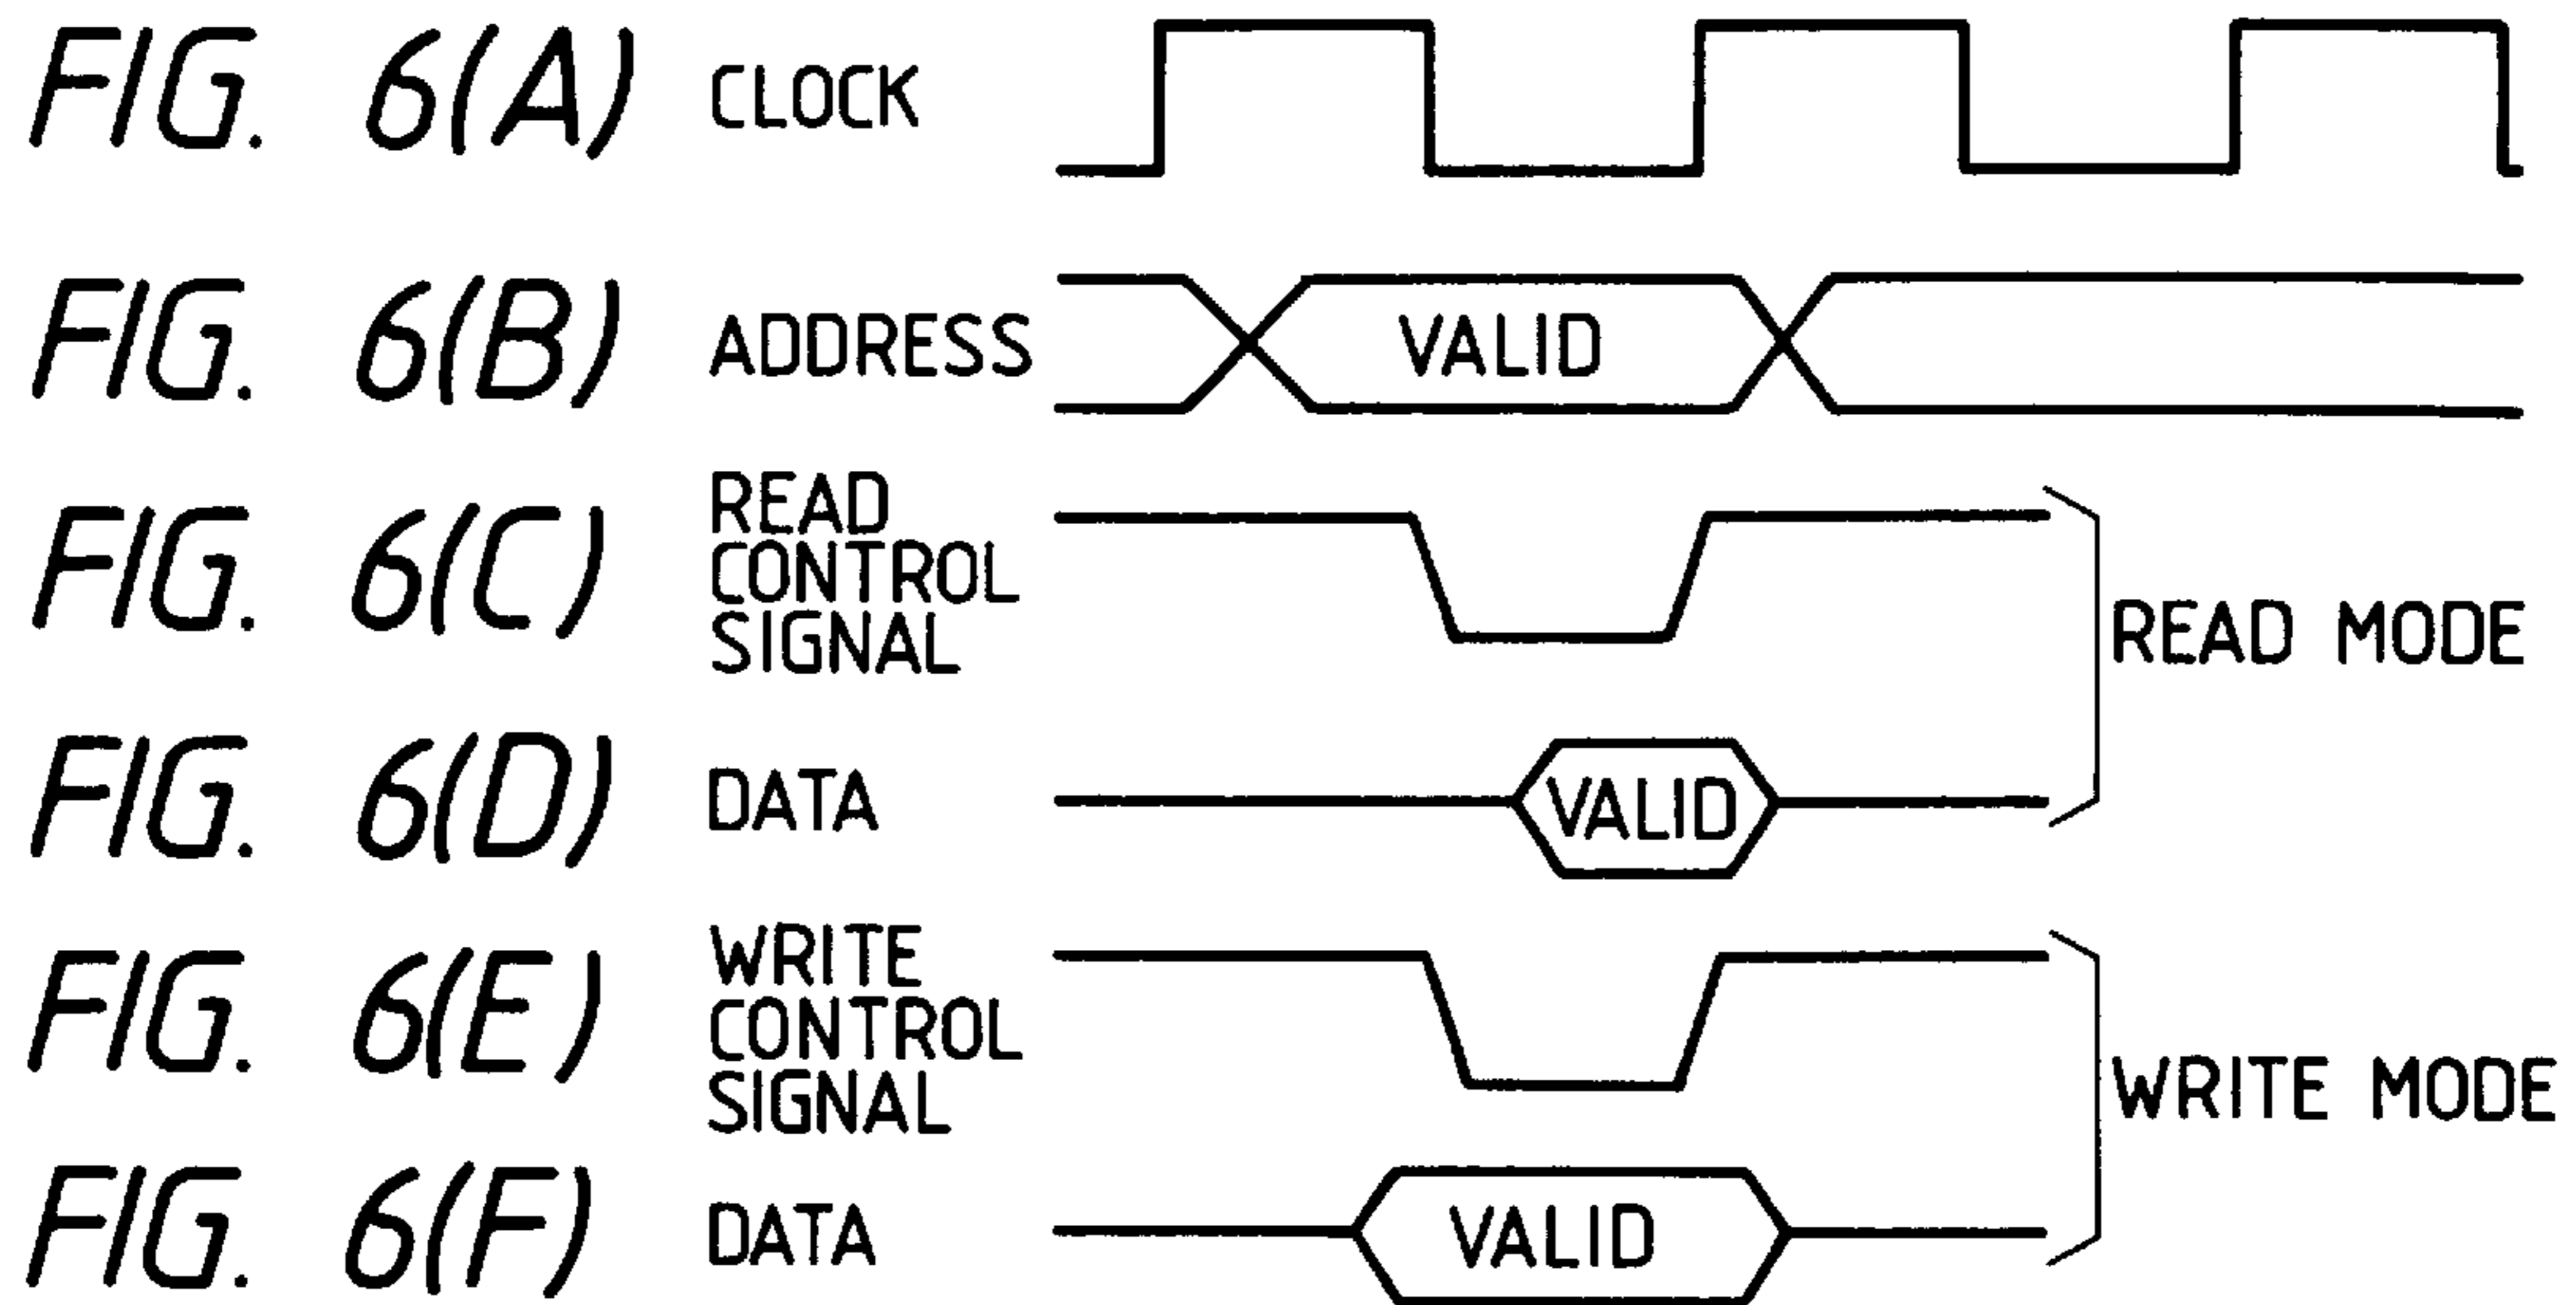 FIG. 6(A) CLOCK
FIG. 6(B) ADDRESS VALID
FIG. 6(C) READ
CONTROL
SIGNAL
READ MODE
FIG. 6(D) DATA VALID
FIG. 6(E) WRITE
CONTROL
SIGNAL
WRITE MODE
FIG. 6(F) DATA VALID